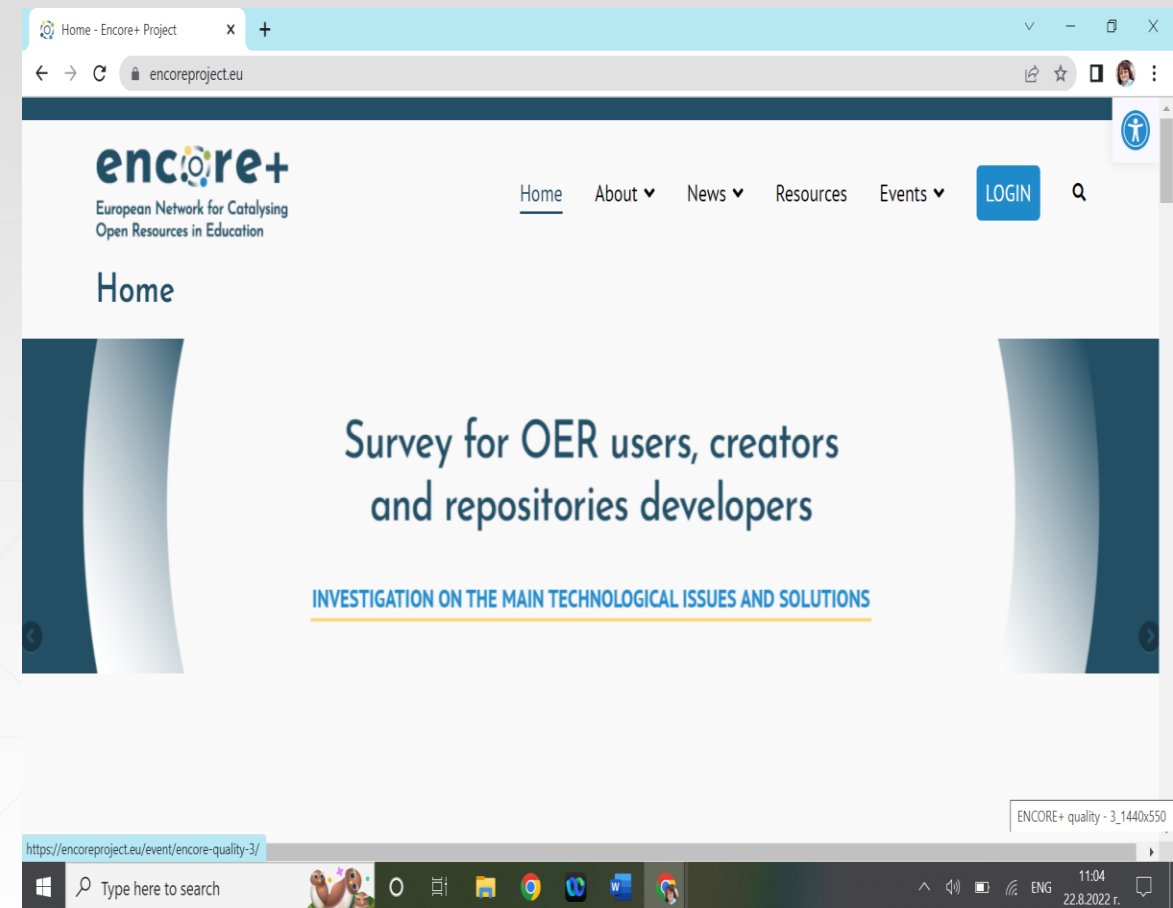 Home - Encore+ Project
encoreproject.eu
encore+
European Network for Catalysing
Open Resources in Education
Home About News Resources Events LOGIN
Home
Survey for OER users, creators
and repositories developers
INVESTIGATION ON THE MAIN TECHNOLOGICAL ISSUES AND SOLUTIONS
ENCORE+ quality - 3_1440x550
https://encoreproject.eu/event/encore-quality-3/
Type here to search
ENG
11:04
22.8.2022 г.